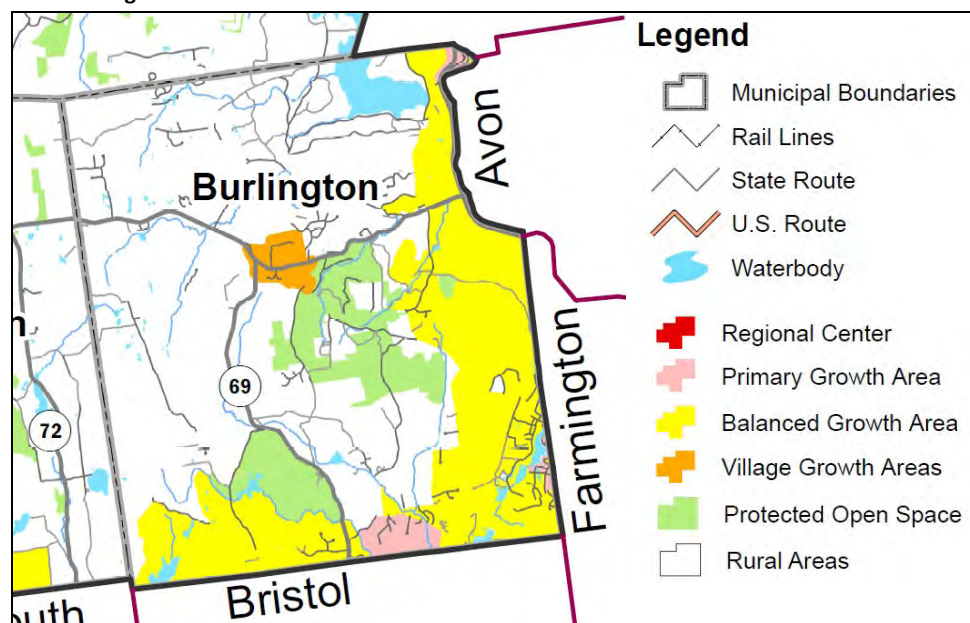 Burlington
Avon
Farmington
Bristol
69
72
Legend
Municipal Boundaries
Rail Lines
State Route
U.S. Route
Waterbody
Regional Center
Primary Growth Area
Balanced Growth Area
Village Growth Areas
Protected Open Space
Rural Areas